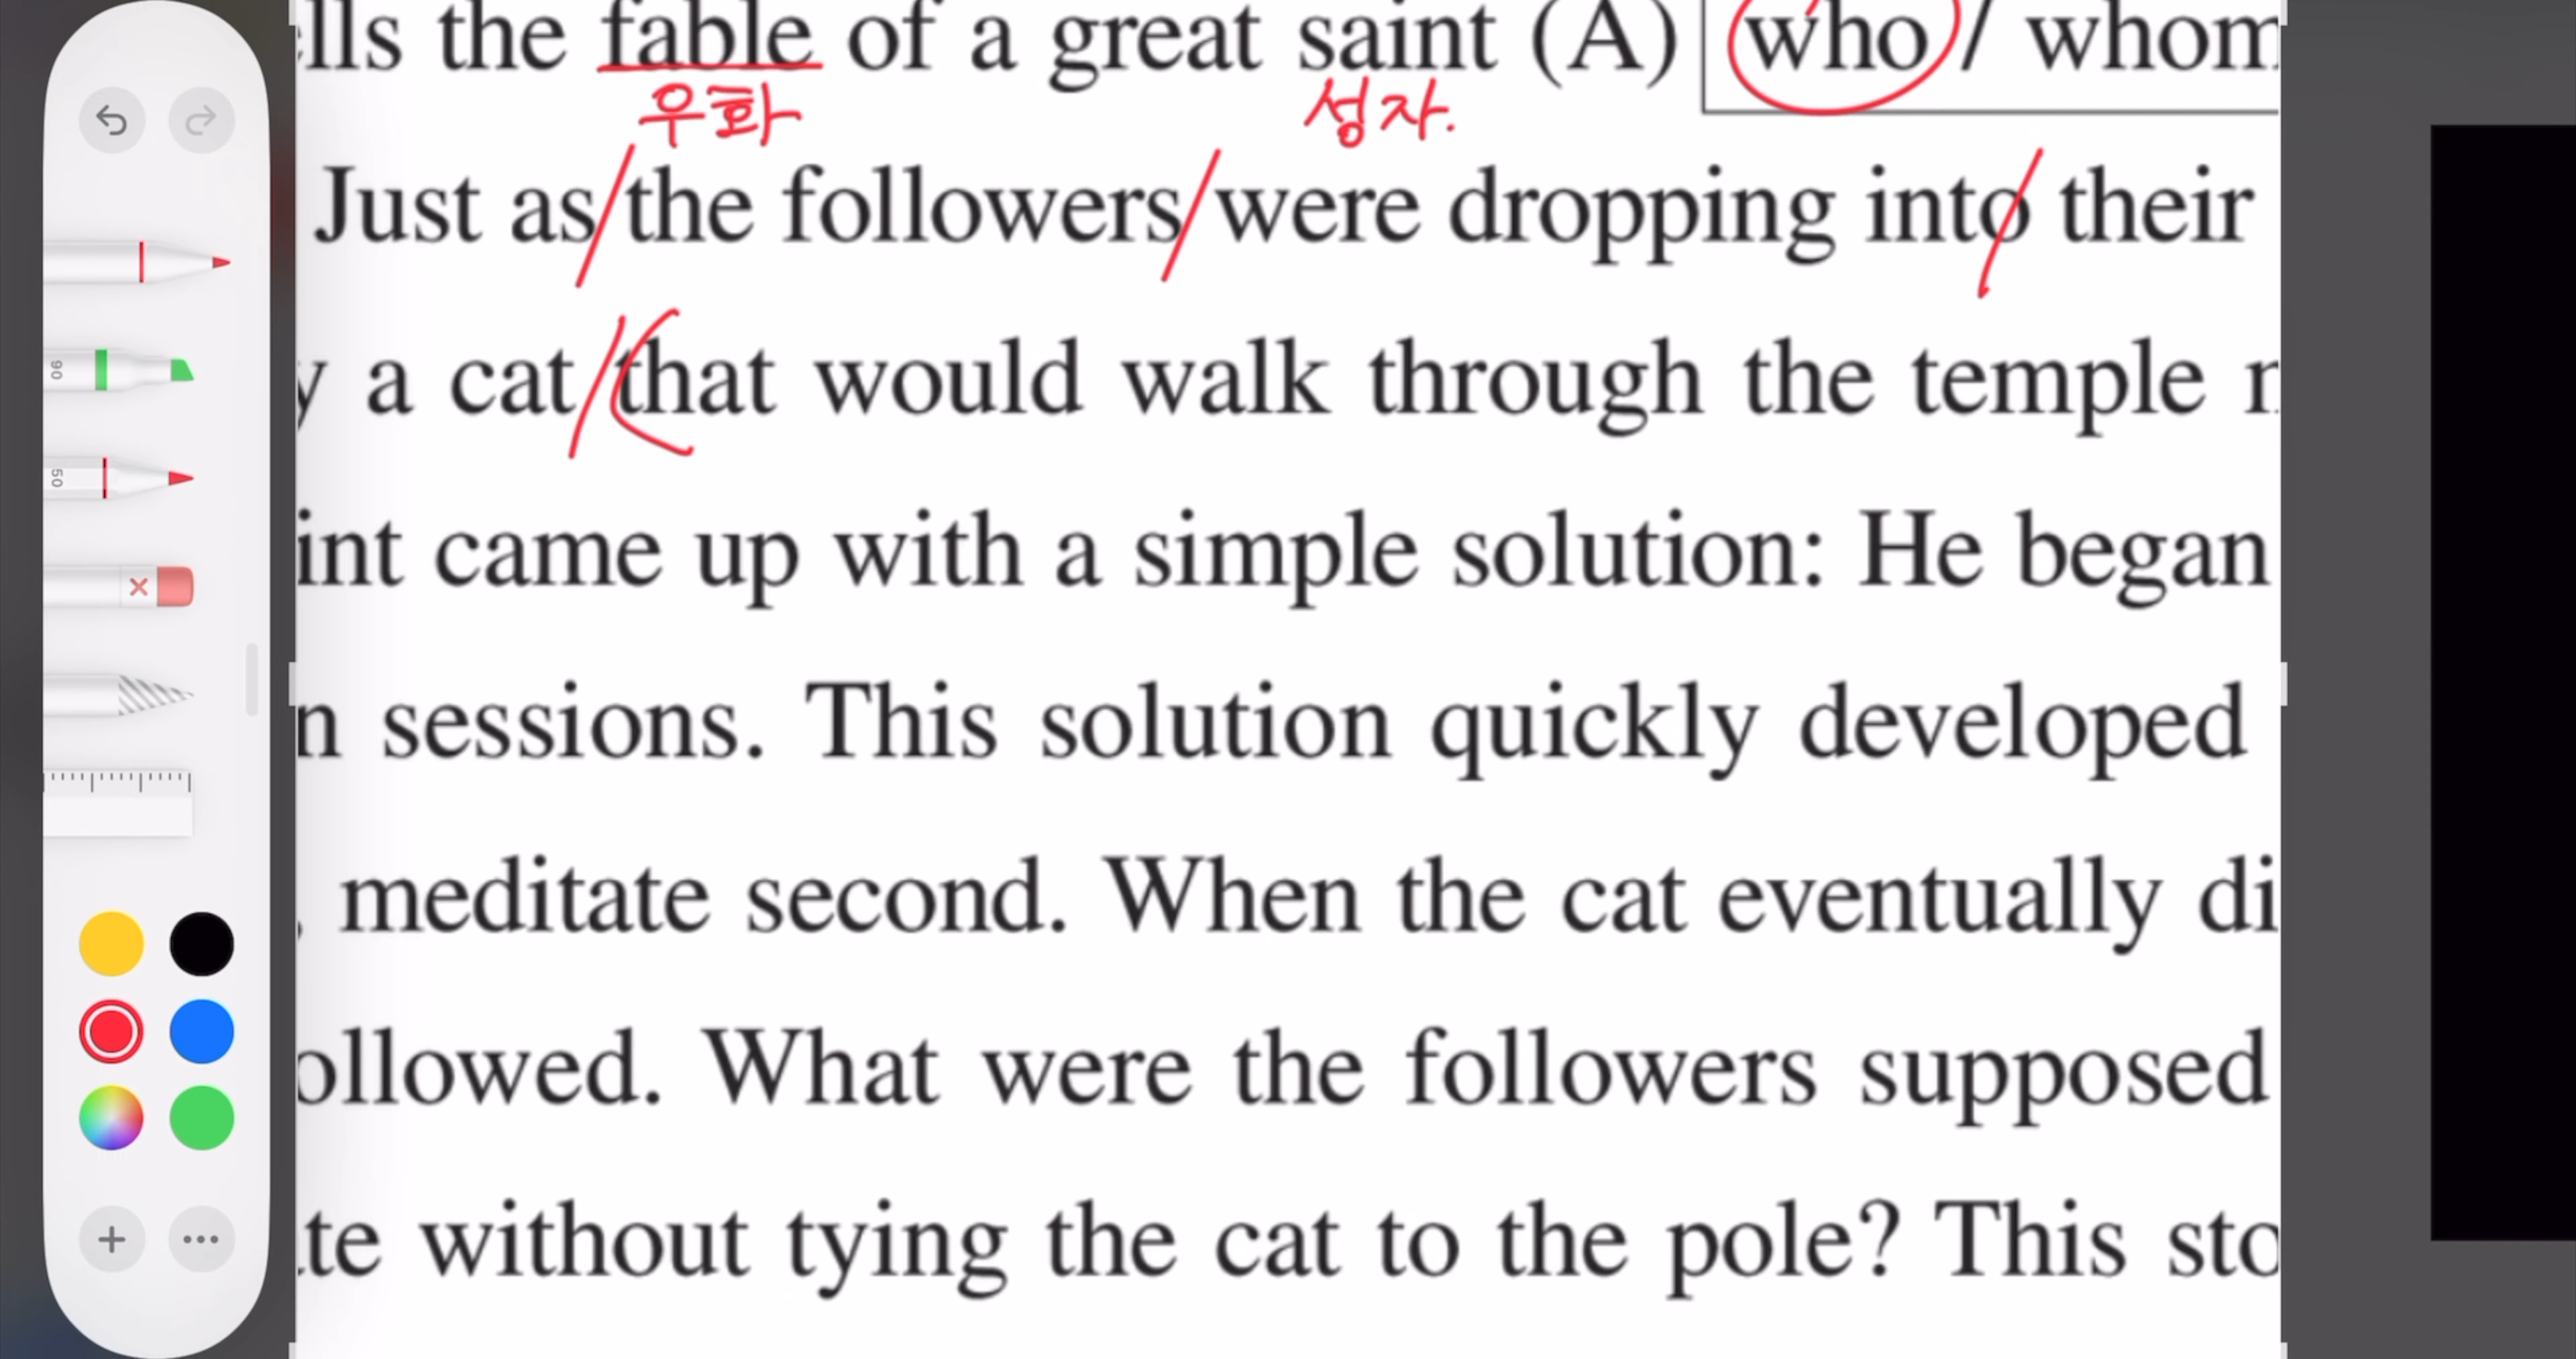 ells the fable of a great saint (A) who / whom
우화 성자.
Just as the followers were dropping into their
y a cat that would walk through the temple
int came up with a simple solution: He began
n sessions. This solution quickly developed
, meditate second. When the cat eventually di
ollowed. What were the followers supposed
te without tying the cat to the pole? This sto
90
50